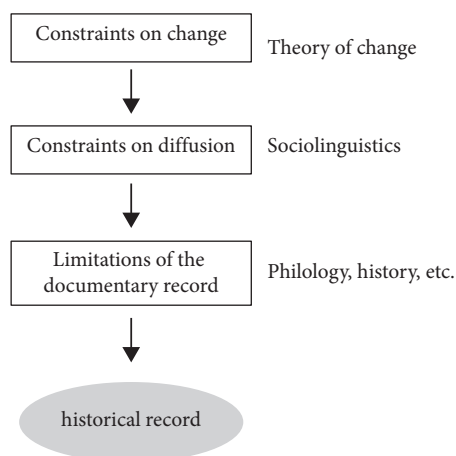 Constraints on change
Theory of change
Constraints on diffusion
Sociolinguistics
Limitations of the
documentary record
Philology, history, etc.
historical record